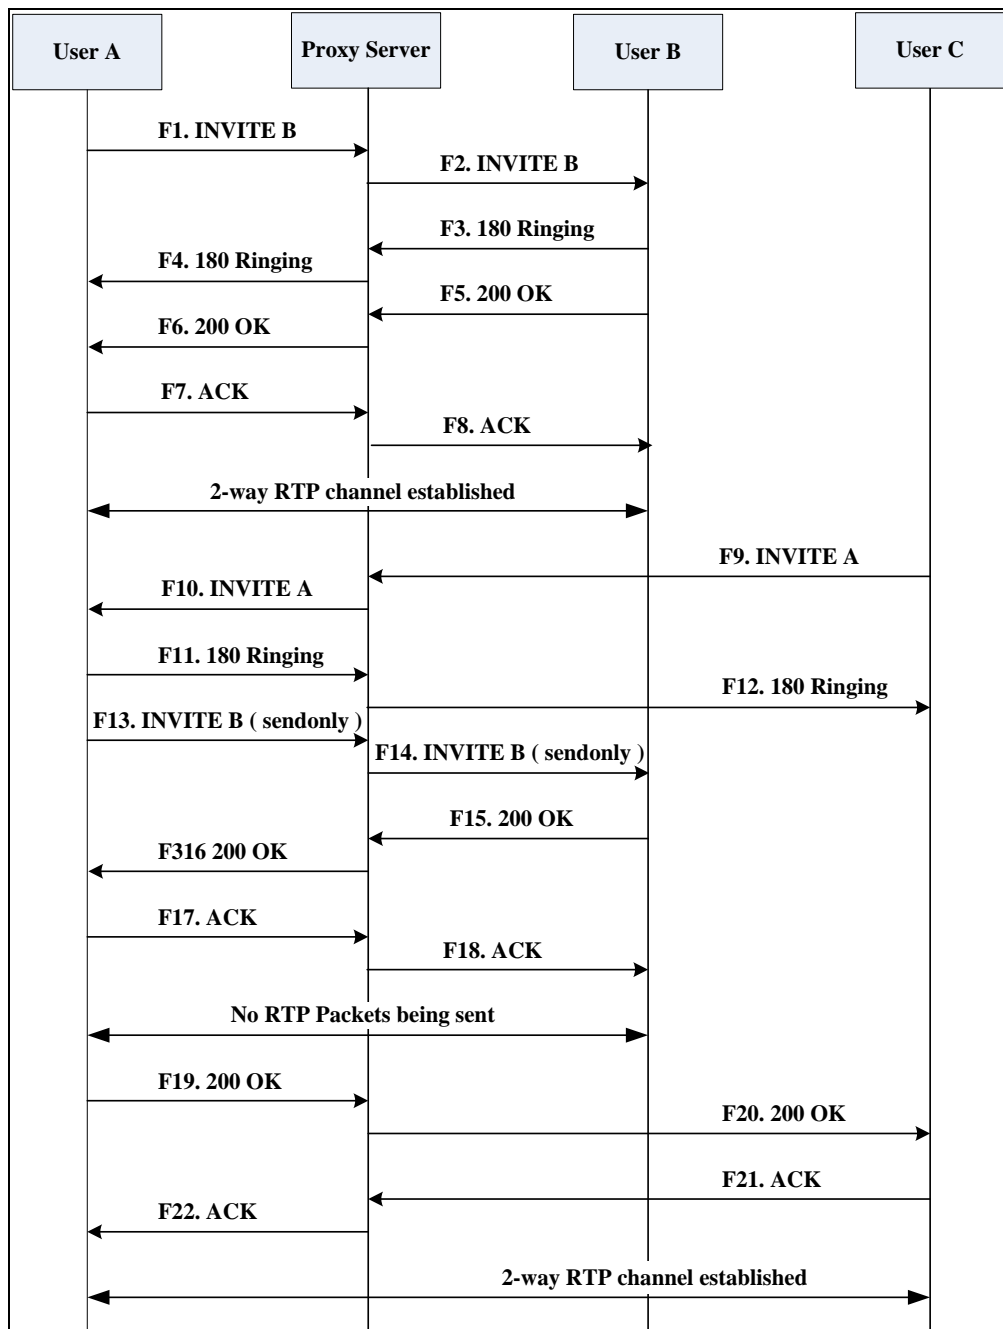 User A
Proxy Server
User B
User C
F1. INVITE B
F2. INVITE B
F3. 180 Ringing
F4. 180 Ringing
F5. 200 OK
F6. 200 OK
F7. ACK
F8. ACK
2-way RTP channel established
F9. INVITE A
F10. INVITE A
F11. 180 Ringing
F12. 180 Ringing
F13. INVITE B ( sendonly )
F14. INVITE B ( sendonly )
F15. 200 OK
F316 200 OK
F17. ACK
F18. ACK
No RTP Packets being sent
F19. 200 OK
F20. 200 OK
F21. ACK
F22. ACK
2-way RTP channel established